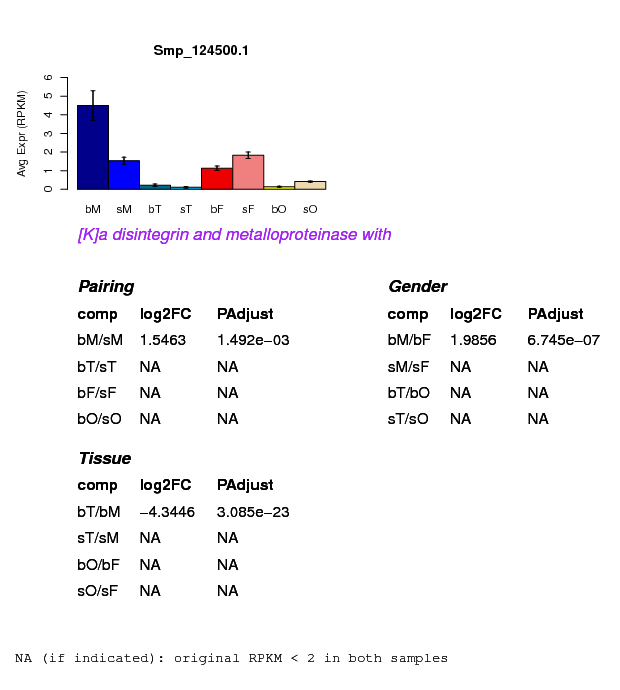 Smp_124500.1
Avg Expr (RPKM)
0 1 2 3 4 5 6
bM sM bT sT bF sF bO sO
[K]a disintegrin and metalloproteinase with
Pairing
comp log2FC PAdjust
bM/sM 1.5463 1.492e−03
bT/sT NA NA
bF/sF NA NA
bO/sO NA NA
Gender
comp log2FC PAdjust
bM/bF 1.9856 6.745e−07
sM/sF NA NA
bT/bO NA NA
sT/sO NA NA
Tissue
comp log2FC PAdjust
bT/bM −4.3446 3.085e−23
sT/sM NA NA
bO/bF NA NA
sO/sF NA NA
NA (if indicated): original RPKM < 2 in both samples